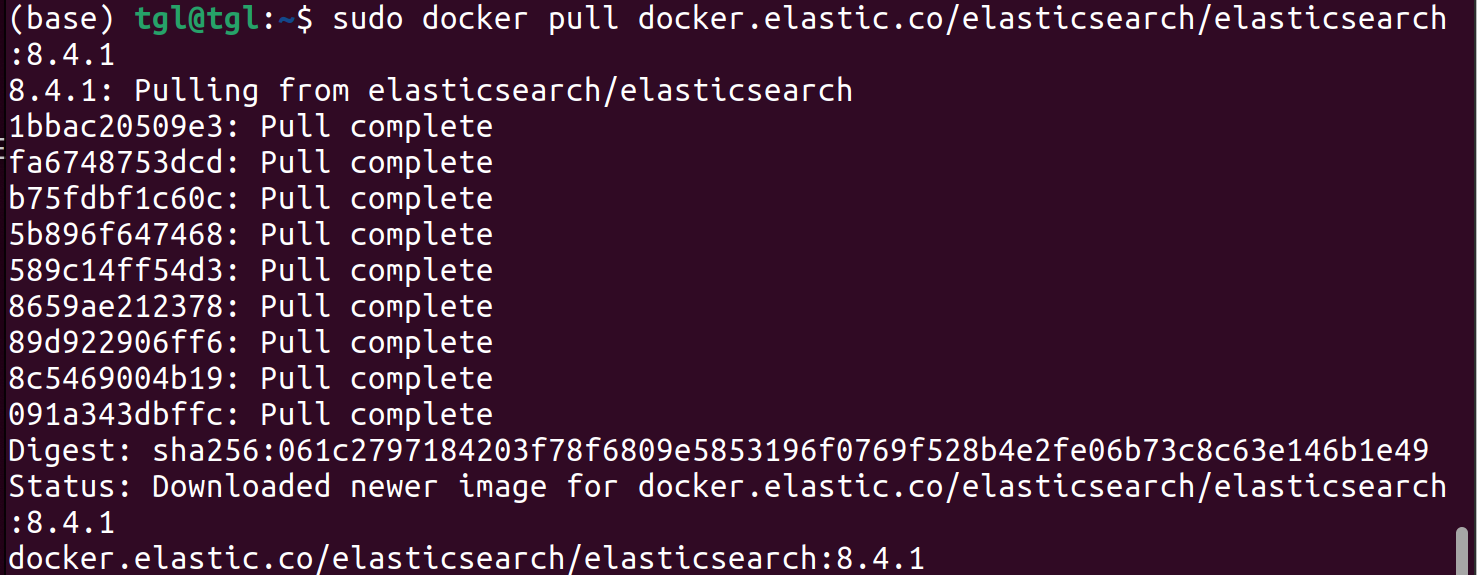 (base) tgl@tgl:~$ sudo docker pull docker.elastic.co/elasticsearch/elasticsearch
:8.4.1
8.4.1: Pulling from elasticsearch/elasticsearch
1bbac20509e3: Pull complete
fa6748753dcd: Pull complete
b75fdbf1c60c: Pull complete
5b896f647468: Pull complete
589c14ff54d3: Pull complete
8659ae212378: Pull complete
89d922906ff6: Pull complete
8c5469004b19: Pull complete
091a343dbffc: Pull complete
Digest: sha256:061c2797184203f78f6809e5853196f0769f528b4e2fe06b73c8c63e146b1e49
Status: Downloaded newer image for docker.elastic.co/elasticsearch/elasticsearch
:8.4.1
docker.elastic.co/elasticsearch/elasticsearch:8.4.1